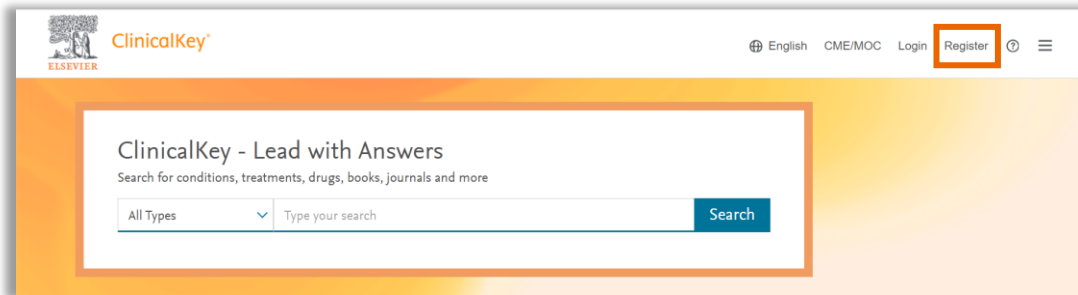 ClinicalKey®
English CME/MOC Login Register ?
ELSEVIER
ClinicalKey - Lead with Answers
Search for conditions, treatments, drugs, books, journals and more
All Types Type your search Search